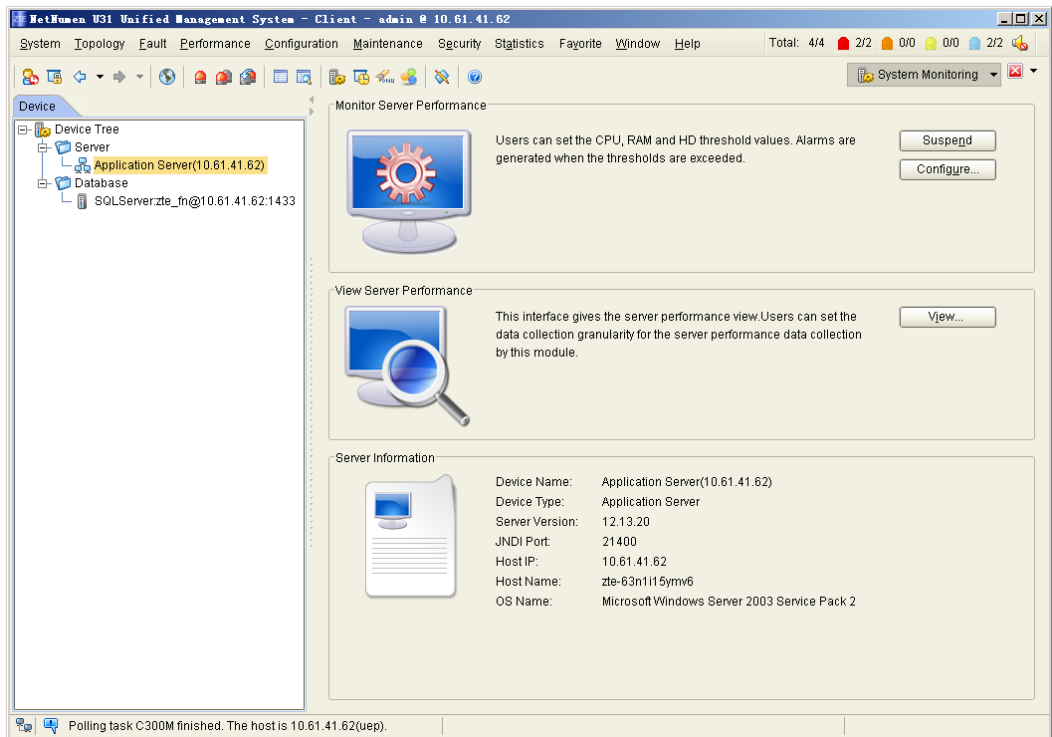 ZTE NetNumen U31 Unified Management System - Client - admin @ 10.61.41.62
System Topology Fault Performance Configuration Maintenance Security Statistics Favorite Window Help Total: 4/4 2/2 0/0 0/0 2/2
System Monitoring
Device
Device Tree
Server
Application Server(10.61.41.62)
Database
SQLServer:zte_fn@10.61.41.62:1433
Monitor Server Performance
Users can set the CPU, RAM and HD threshold values. Alarms are
generated when the thresholds are exceeded.
Suspend
Configure...
View Server Performance
This interface gives the server performance view.Users can set the
data collection granularity for the server performance data collection
by this module.
View...
Server Information
Device Name: Application Server(10.61.41.62)
Device Type: Application Server
Server Version: 12.13.20
JNDI Port: 21400
Host IP: 10.61.41.62
Host Name: zte-63n1i15ymv6
OS Name: Microsoft Windows Server 2003 Service Pack 2
Polling task C300M finished. The host is 10.61.41.62(uep).